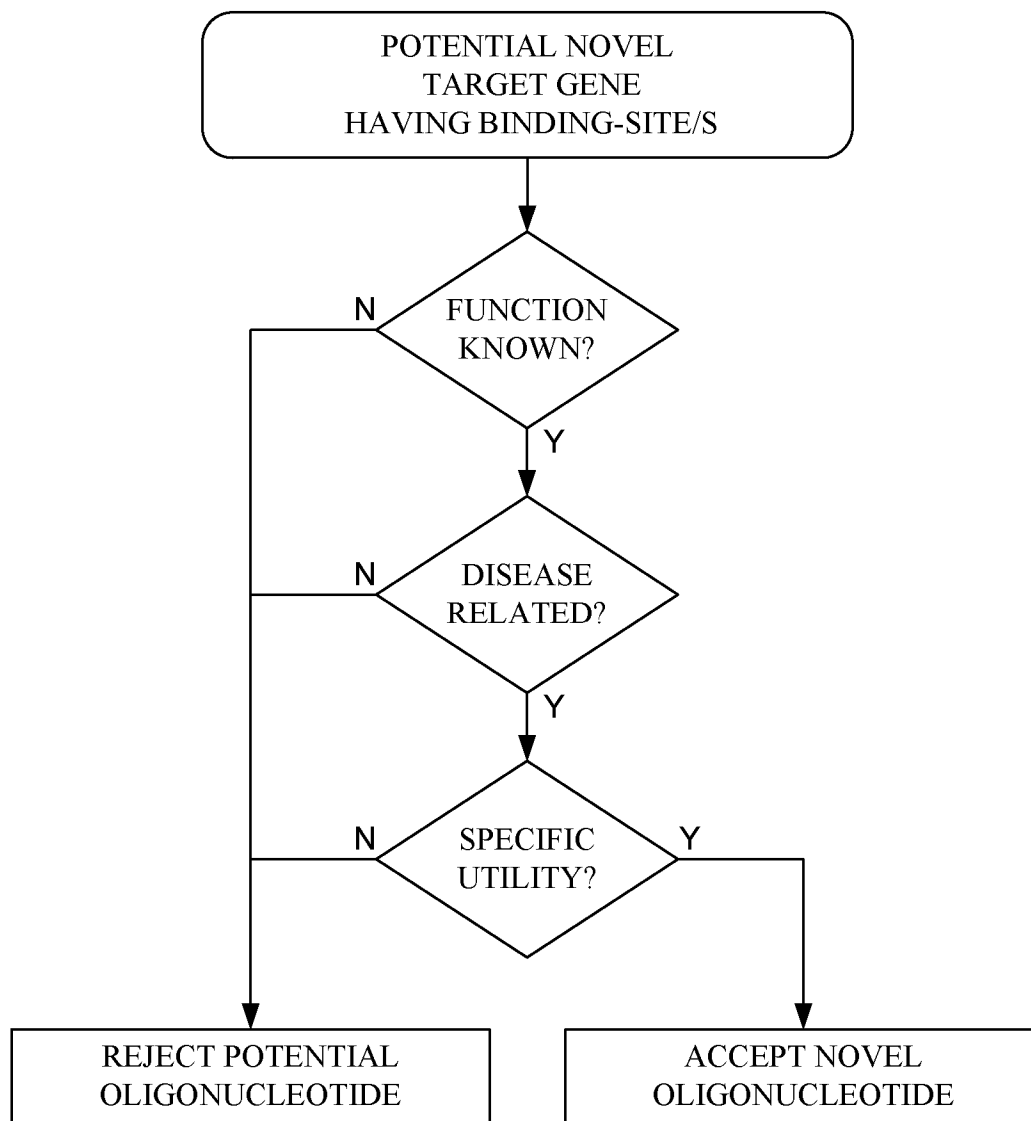 POTENTIAL NOVEL
TARGET GENE
HAVING BINDING-SITE/S
N
FUNCTION
KNOWN?
Y
N
DISEASE
RELATED?
Y
N
SPECIFIC
UTILITY?
Y
REJECT POTENTIAL
OLIGONUCLEOTIDE
ACCEPT NOVEL
OLIGONUCLEOTIDE